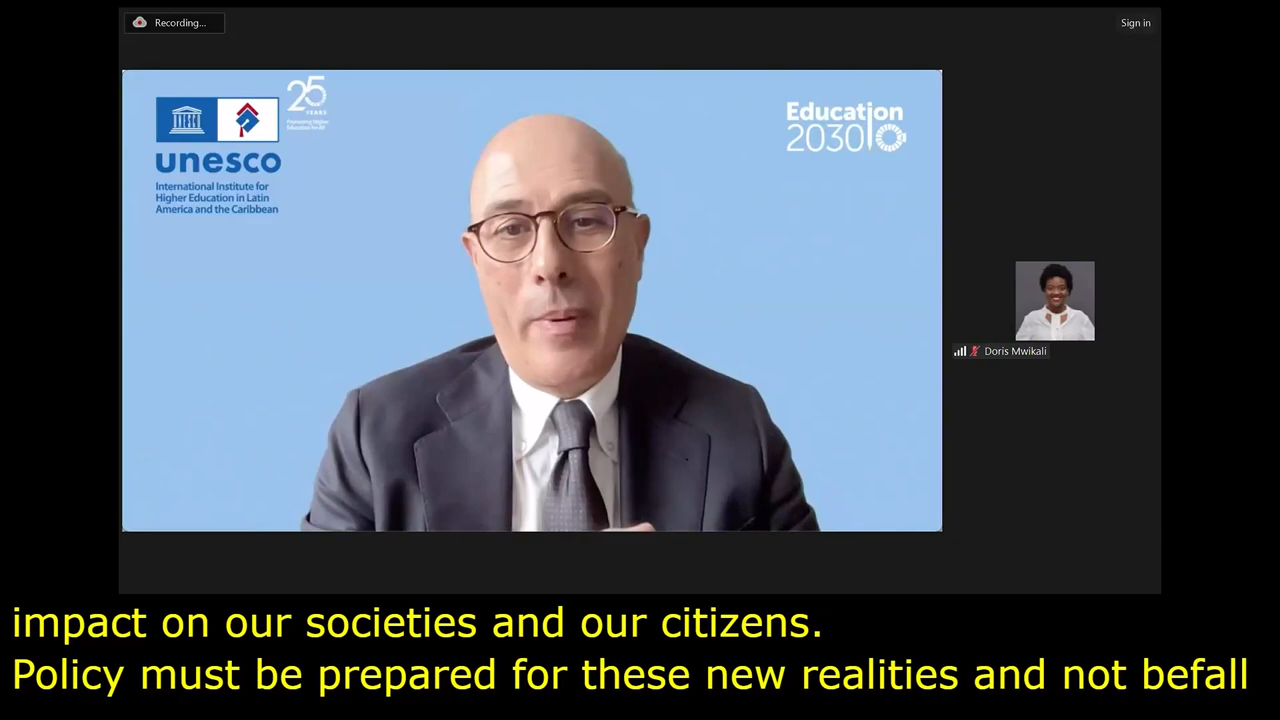 Recording...
Sign in
25
YEARS
Education
2030
unesco
International Institute for
Higher Education in Latin
America and the Caribbean
Doris Mwikali
impact on our societies and our citizens.
Policy must be prepared for these new realities and not befall